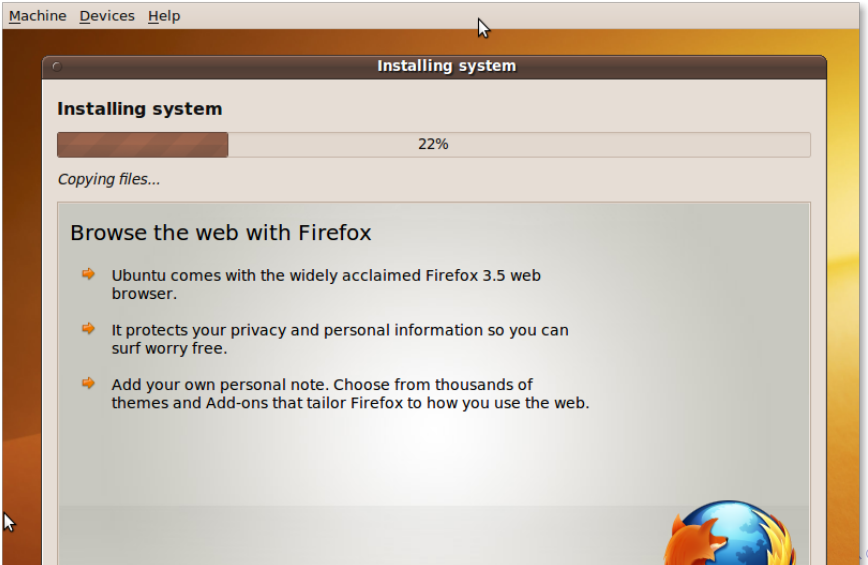 Machine Devices Help
Installing system
Installing system
22%
Copying files...
Browse the web with Firefox
Ubuntu comes with the widely acclaimed Firefox 3.5 web
browser.
It protects your privacy and personal information so you can
surf worry free.
Add your own personal note. Choose from thousands of
themes and Add-ons that tailor Firefox to how you use the web.